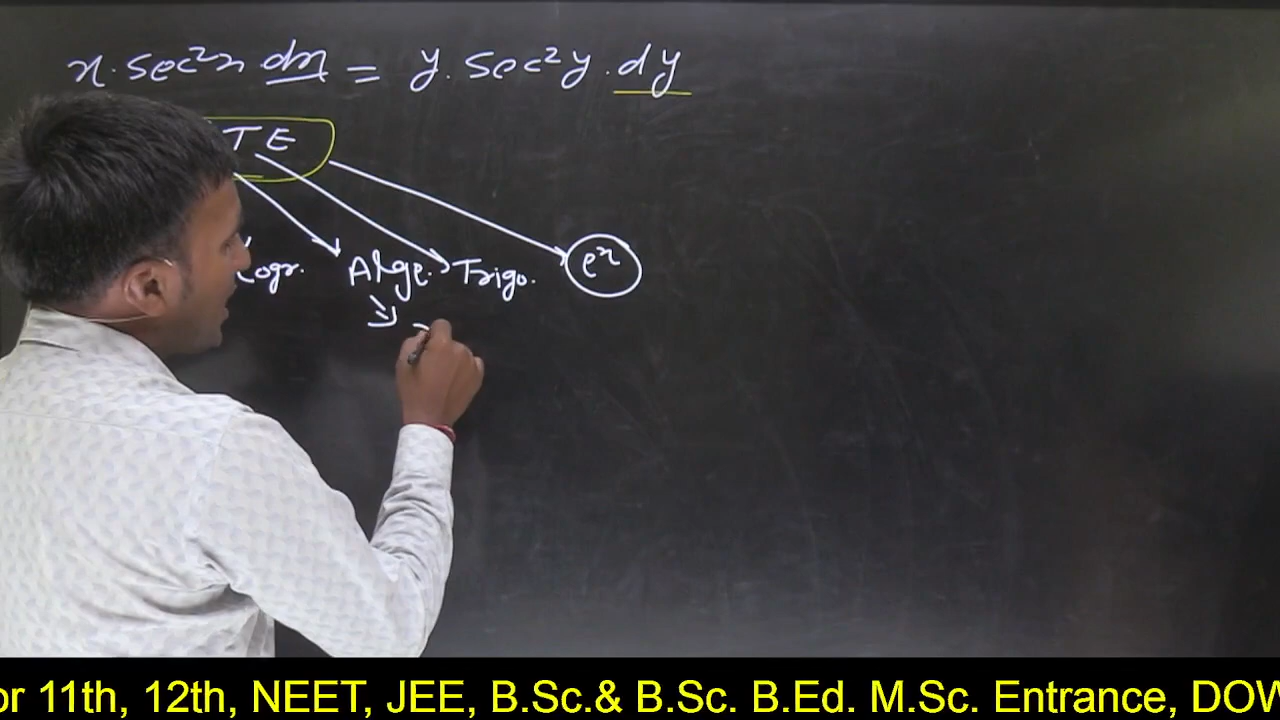 x. sec²x dx = y. sec²y. dy
TE
Logr. Alge. Trigo. eˣ
or 11th, 12th, NEET, JEE, B.Sc.& B.Sc. B.Ed. M.Sc. Entrance, DOW